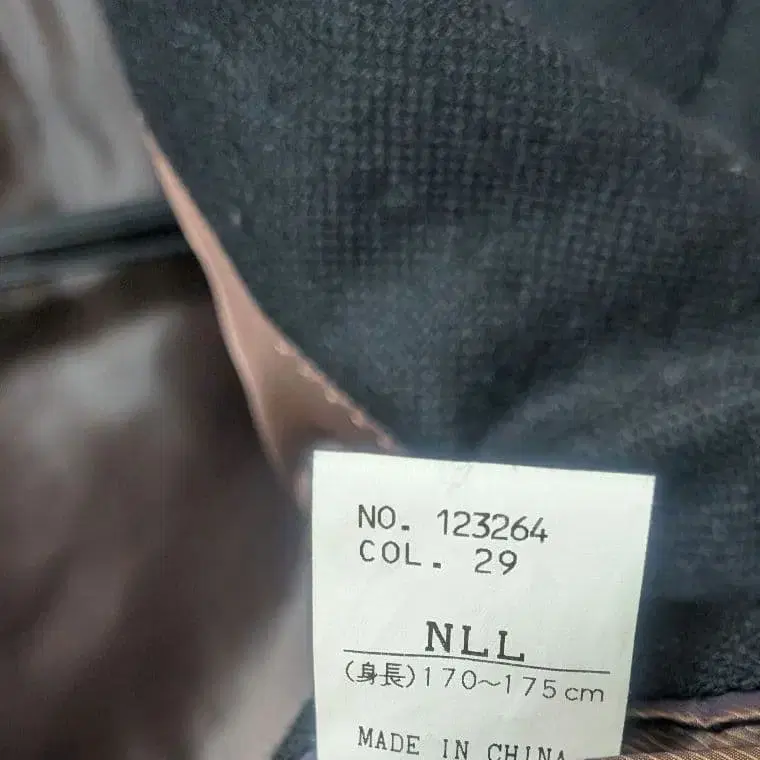 NO. 123264
COL. 29
NLL
(身長)170～175cm
MADE IN CHINA